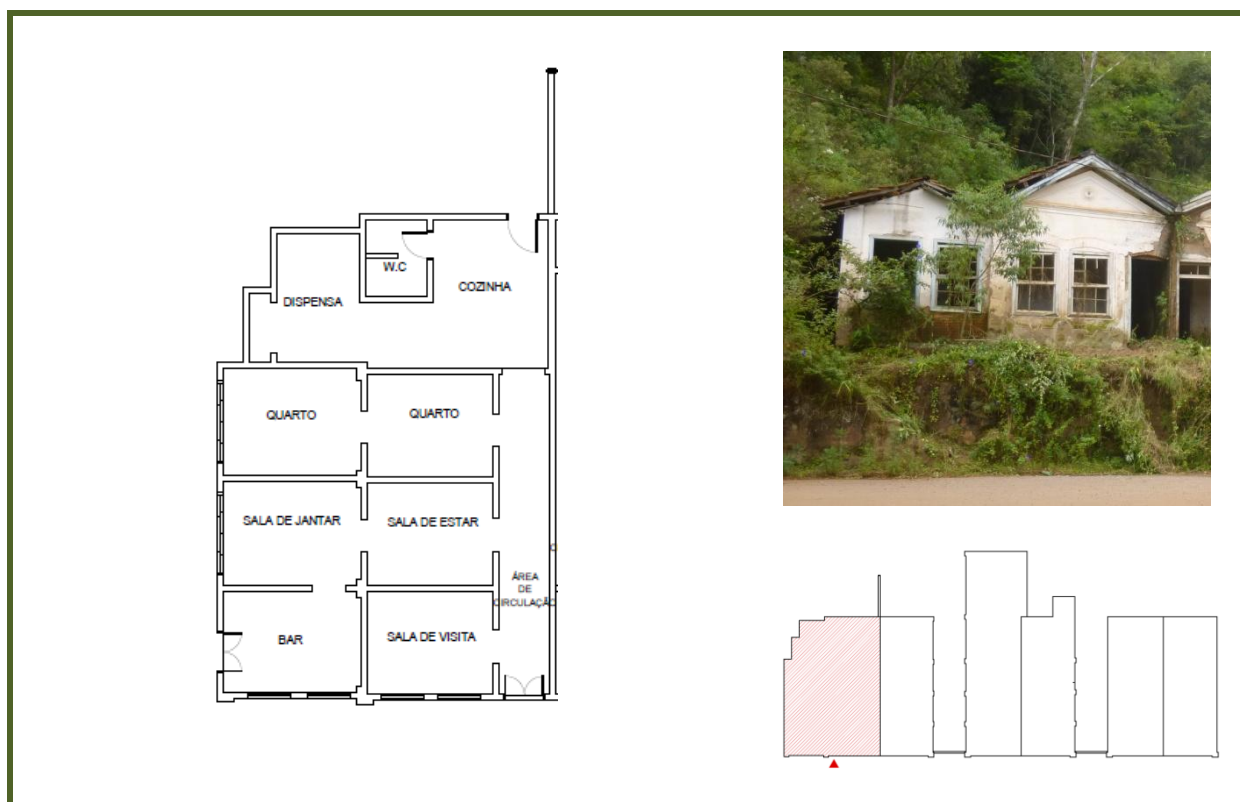 W.C
COZINHA
DISPENSA
QUARTO
QUARTO
SALA DE JANTAR
SALA DE ESTAR
ÁREA
DE
CIRCULAÇÃO
BAR
SALA DE VISITA